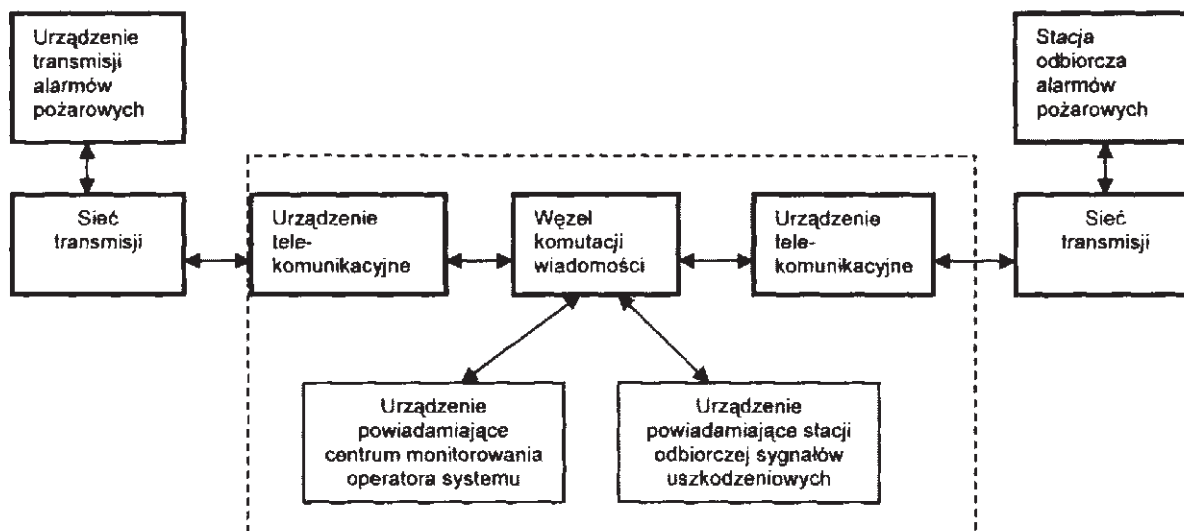 Urządzenie
transmisji
alarmów
pożarowych
Stacja
odbiorcza
alarmów
pożarowych
Sieć
transmisji
Urządzenie
tele-
komunikacyjne
Węzeł
komutacji
wiadomości
Urządzenie
tele-
komunikacyjne
Sieć
transmisji
Urządzenie
powiadamiające
centrum monitorowania
operatora systemu
Urządzenie
powiadamiające stacji
odbiorczej sygnałów
uszkodzeniowych